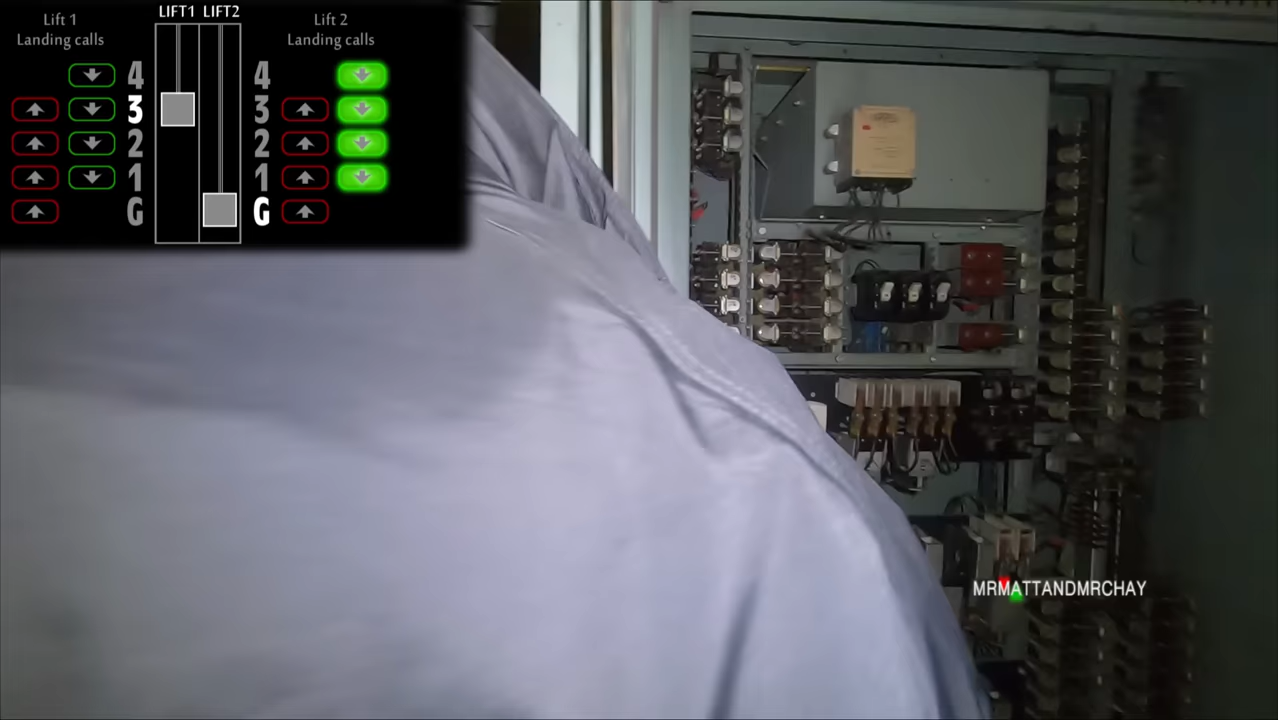 LIFT1 LIFT2
Lift 1
Landing calls
Lift 2
Landing calls
4 4
3 3
2 2
1 1
G G
MRMATTANDMRCHAY